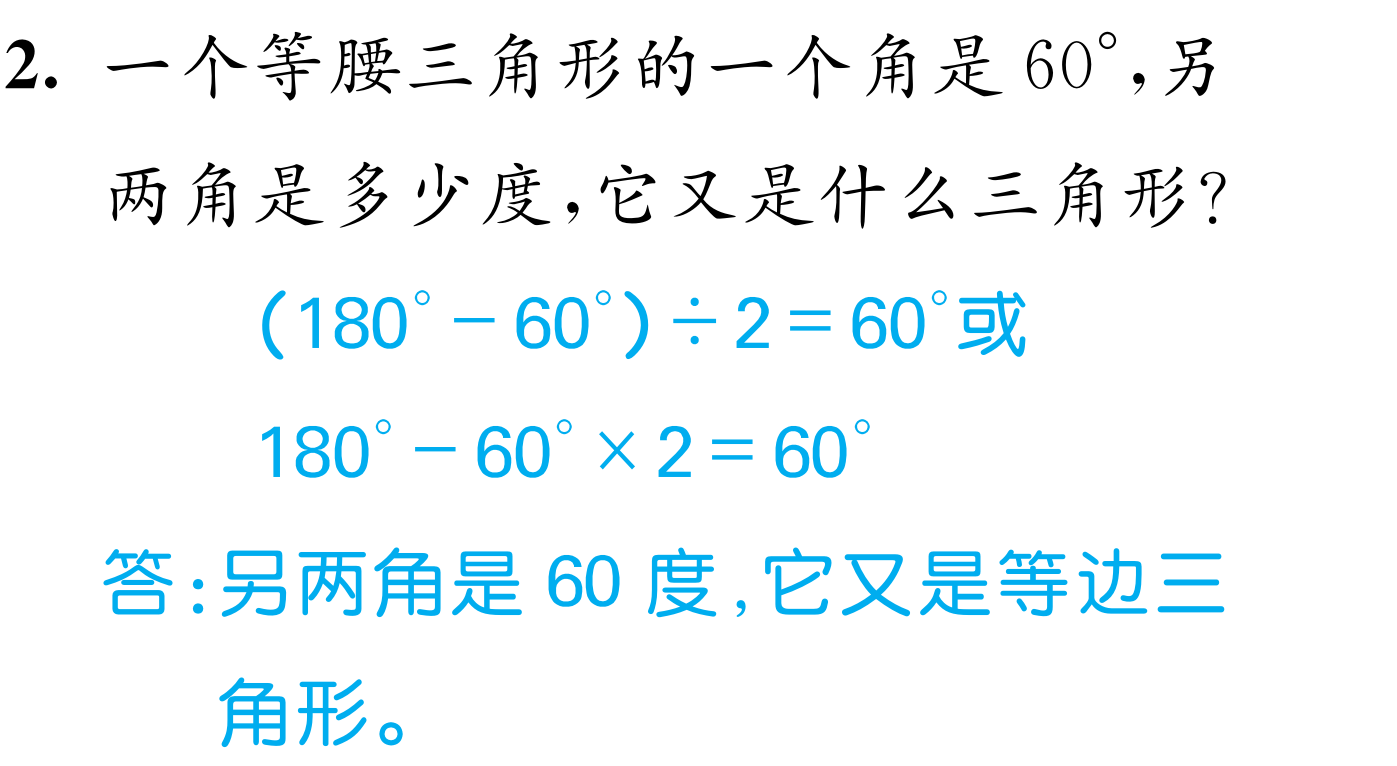 2. 一个等腰三角形的一个角是 60°,另
两角是多少度,它又是什么三角形?
(180°-60°)÷2=60°或
180°-60°×2=60°
答:另两角是 60 度,它又是等边三
角形。